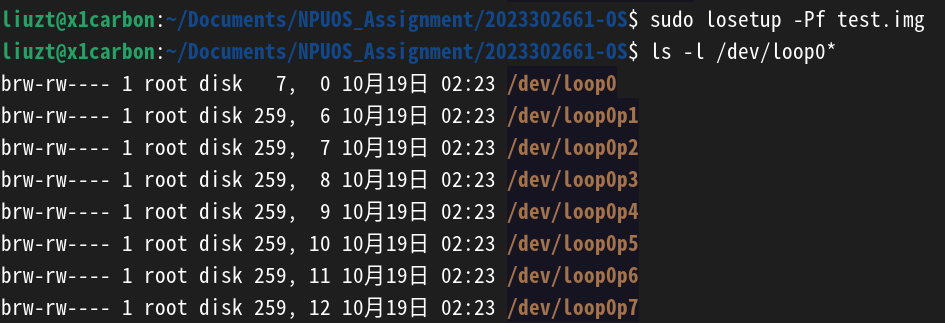 liuzt@x1carbon:~/Documents/NPUOS_Assignment/2023302661-OS$ sudo losetup -Pf test.img
liuzt@x1carbon:~/Documents/NPUOS_Assignment/2023302661-OS$ ls -l /dev/loop0*
brw-rw---- 1 root disk   7,  0 10月19日 02:23 /dev/loop0
brw-rw---- 1 root disk 259,  6 10月19日 02:23 /dev/loop0p1
brw-rw---- 1 root disk 259,  7 10月19日 02:23 /dev/loop0p2
brw-rw---- 1 root disk 259,  8 10月19日 02:23 /dev/loop0p3
brw-rw---- 1 root disk 259,  9 10月19日 02:23 /dev/loop0p4
brw-rw---- 1 root disk 259, 10 10月19日 02:23 /dev/loop0p5
brw-rw---- 1 root disk 259, 11 10月19日 02:23 /dev/loop0p6
brw-rw---- 1 root disk 259, 12 10月19日 02:23 /dev/loop0p7